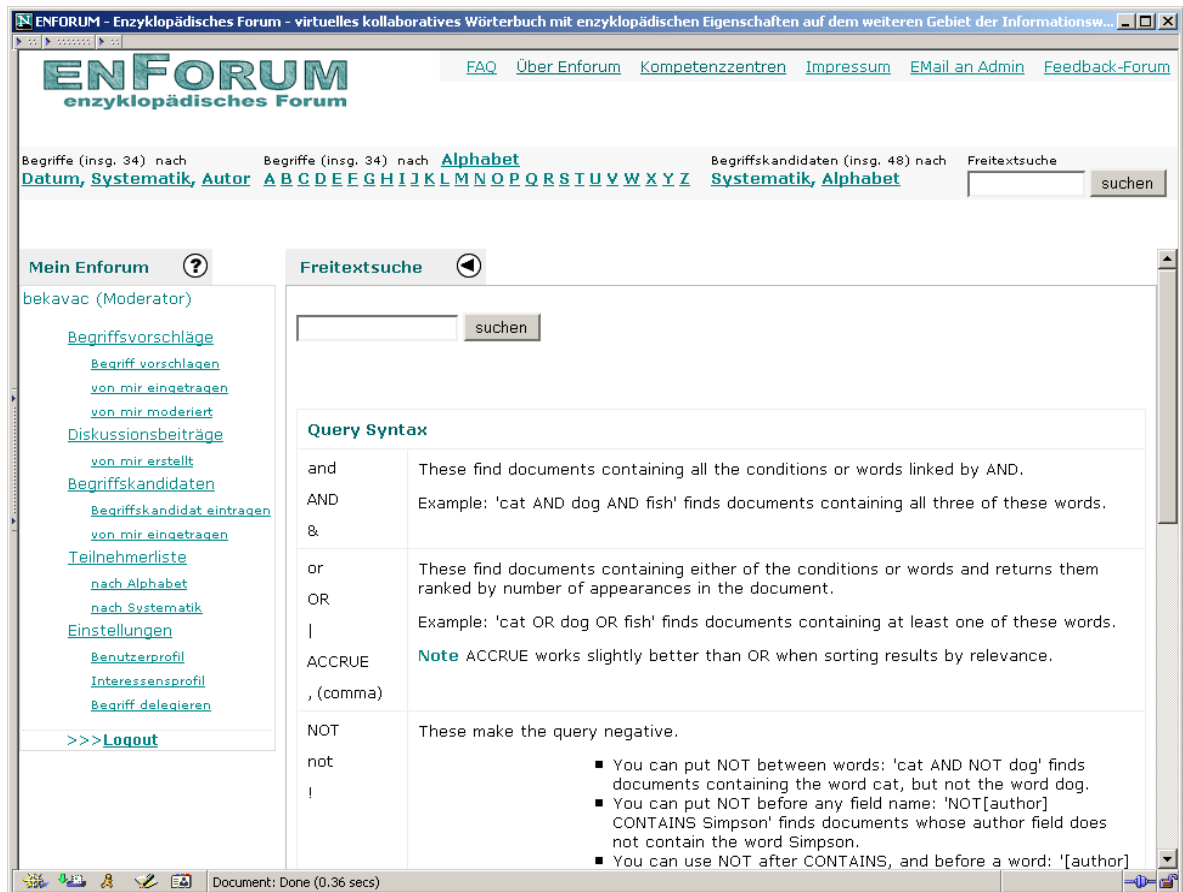 ENFORUM - Enzyklopädisches Forum - virtuelles kollaboratives Wörterbuch mit enzyklopädischen Eigenschaften auf dem weiteren Gebiet der Informationsw...
ENFORUM
enzyklopädisches Forum
FAQ Über Enforum Kompetenzzentren Impressum EMail an Admin Feedback-Forum
Begriffe (insg. 34) nach
Datum, Systematik, Autor
Begriffe (insg. 34) nach Alphabet
A B C D E F G H I J K L M N O P Q R S T U V W X Y Z
Begriffskandidaten (insg. 48) nach
Systematik, Alphabet
Freitextsuche
suchen
Mein Enforum ?
bekavac (Moderator)
Begriffsvorschläge
Begriff vorschlagen
von mir eingetragen
von mir moderiert
Diskussionsbeiträge
von mir erstellt
Begriffskandidaten
Begriffskandidat eintragen
von mir eingetragen
Teilnehmerliste
nach Alphabet
nach Systematik
Einstellungen
Benutzerprofil
Interessensprofil
Begriff delegieren
>>>Logout
Freitextsuche
suchen
Query Syntax
and
AND
&
These find documents containing all the conditions or words linked by AND.
Example: 'cat AND dog AND fish' finds documents containing all three of these words.
or
OR
|
ACCRUE
, (comma)
These find documents containing either of the conditions or words and returns them
ranked by number of appearances in the document.
Example: 'cat OR dog OR fish' finds documents containing at least one of these words.
Note ACCRUE works slightly better than OR when sorting results by relevance.
NOT
not
!
These make the query negative.
■ You can put NOT between words: 'cat AND NOT dog' finds
documents containing the word cat, but not the word dog.
■ You can put NOT before any field name: 'NOT[author]
CONTAINS Simpson' finds documents whose author field does
not contain the word Simpson.
■ You can use NOT after CONTAINS, and before a word: '[author]
Document: Done (0.36 secs)